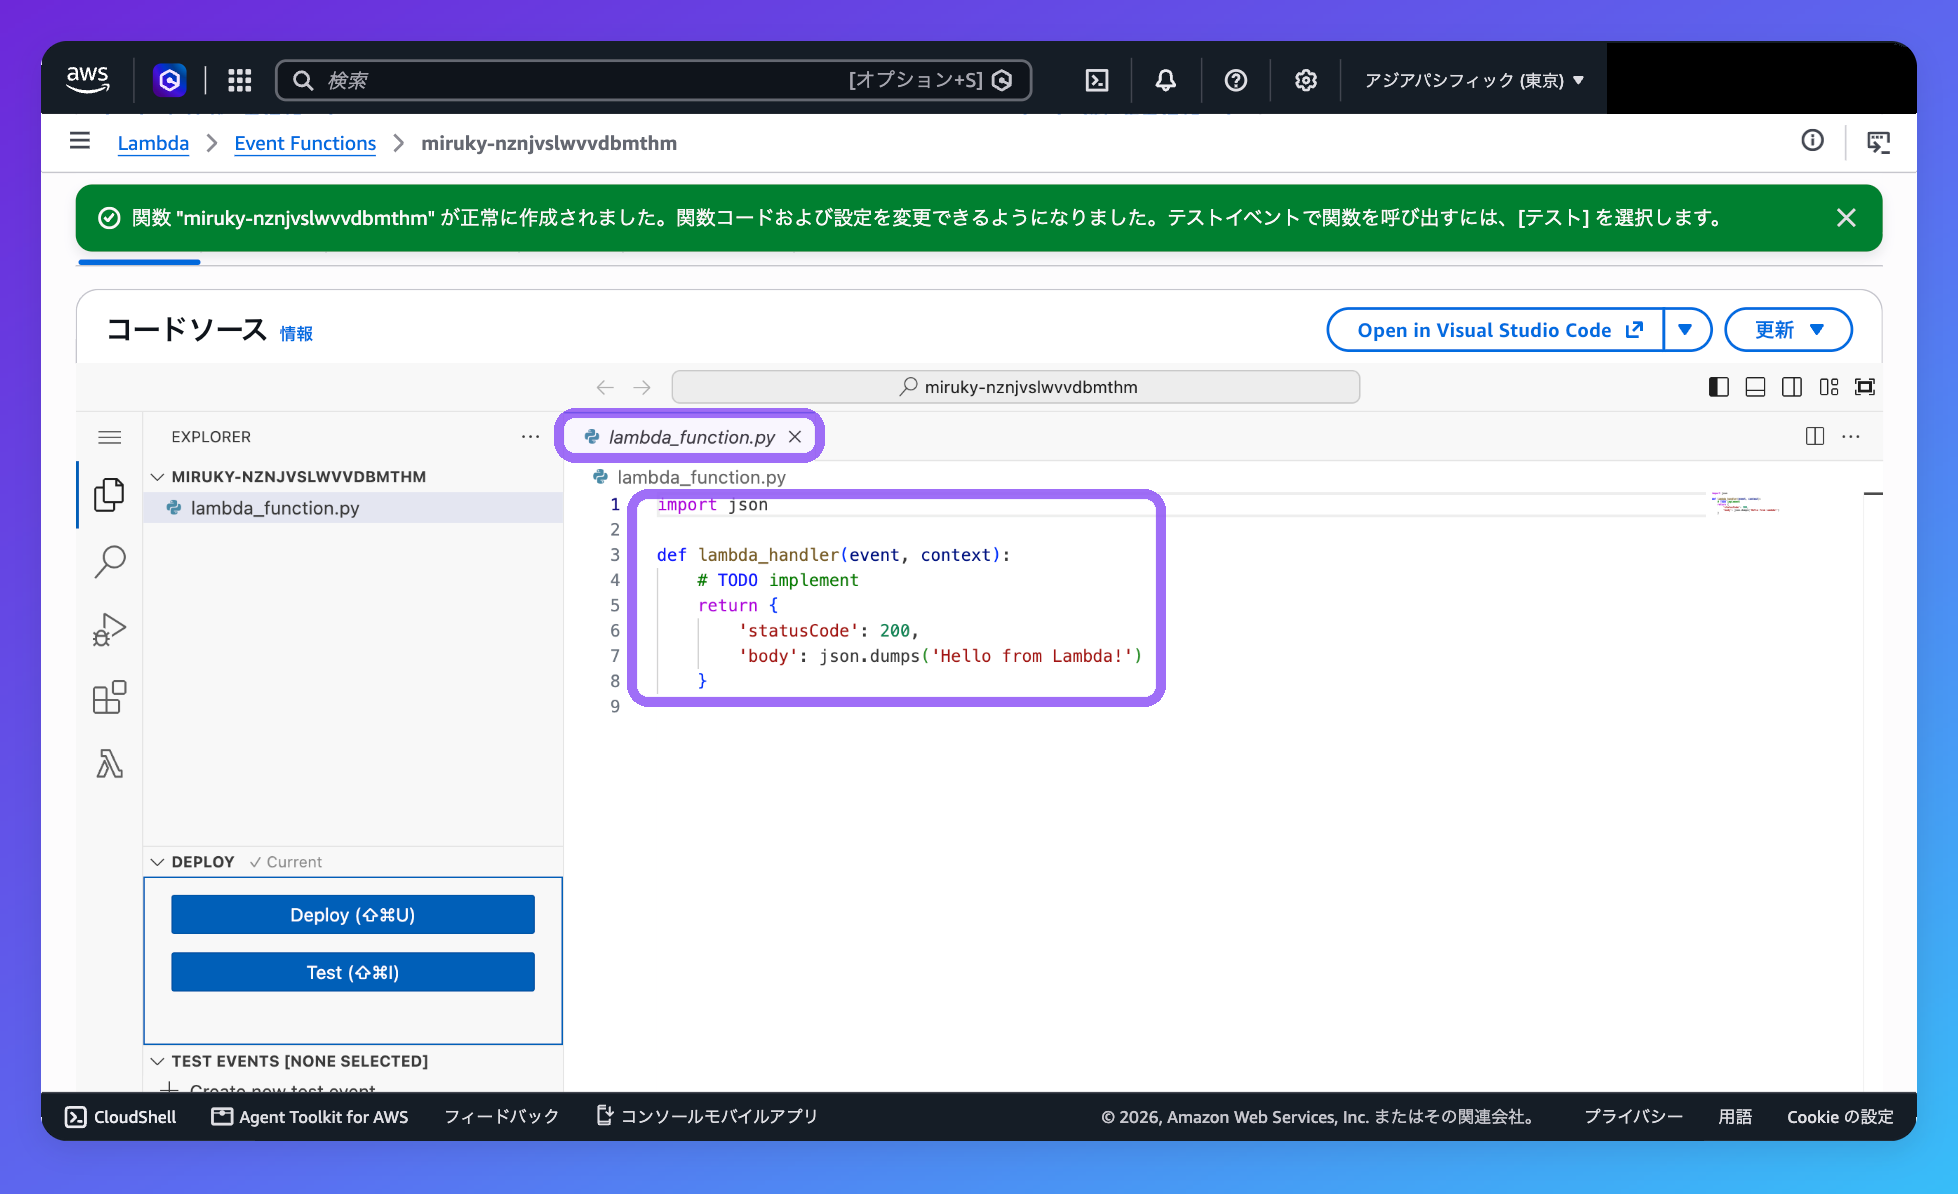 aws
検索
[オプション+S]
アジアパシフィック (東京) ▼
Lambda > Event Functions > miruky-nznjvslwvvdbmthm
関数 "miruky-nznjvslwvvdbmthm" が正常に作成されました。関数コードおよび設定を変更できるようになりました。テストイベントで関数を呼び出すには、[テスト] を選択します。
コードソース 情報
Open in Visual Studio Code
更新 ▼
miruky-nznjvslwvvdbmthm
EXPLORER
MIRUKY-NZNJVSLWVVDBMTHM
lambda_function.py
DEPLOY ✓ Current
Deploy (⇧⌘U)
Test (⇧⌘I)
TEST EVENTS [NONE SELECTED]
+ Create new test event
lambda_function.py
lambda_function.py
1 import json
2
3 def lambda_handler(event, context):
4     # TODO implement
5     return {
6         'statusCode': 200,
7         'body': json.dumps('Hello from Lambda!')
8     }
9
CloudShell
Agent Toolkit for AWS
フィードバック
コンソールモバイルアプリ
© 2026, Amazon Web Services, Inc. またはその関連会社。
プライバシー
用語
Cookie の設定